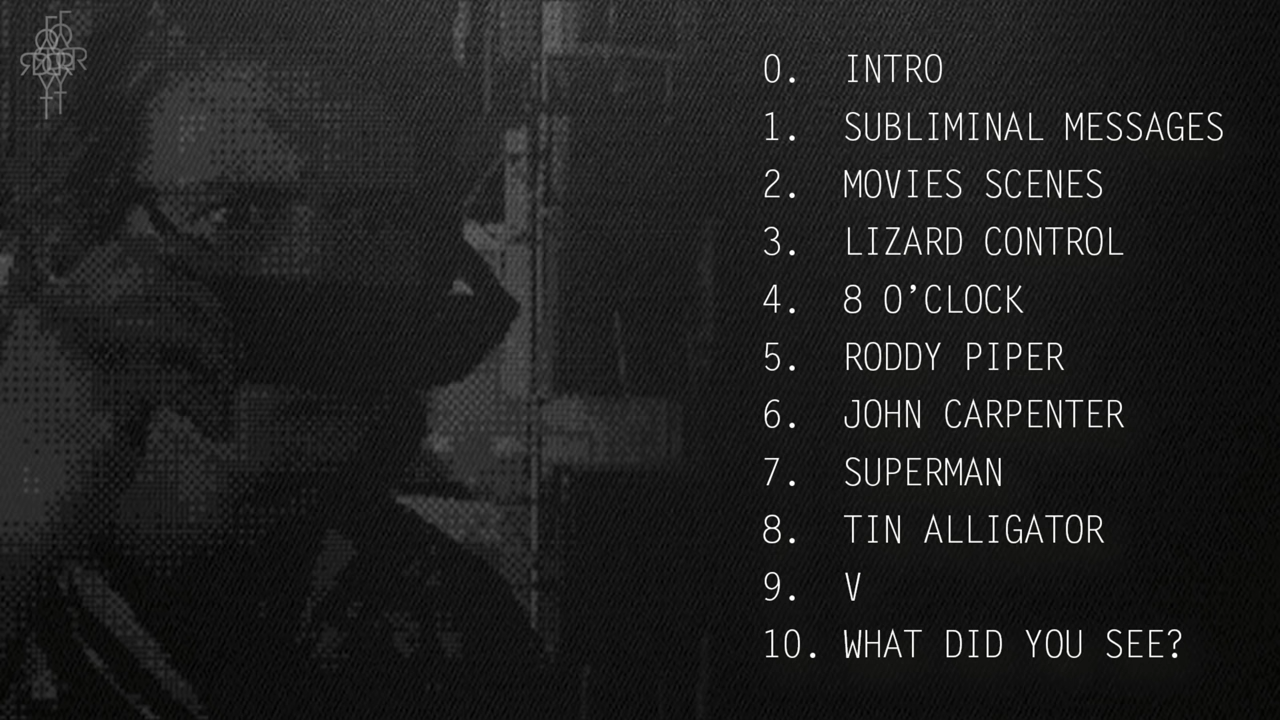 0. INTRO
1. SUBLIMINAL MESSAGES
2. MOVIES SCENES
3. LIZARD CONTROL
4. 8 O’CLOCK
5. RODDY PIPER
6. JOHN CARPENTER
7. SUPERMAN
8. TIN ALLIGATOR
9. V
10. WHAT DID YOU SEE?